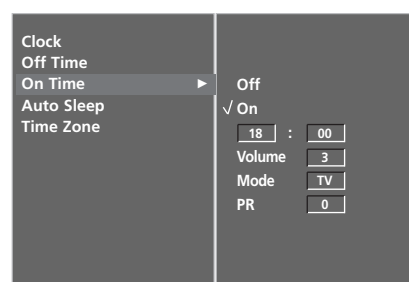 Clock
Off Time
On Time ►
Auto Sleep
Time Zone
Off
√ On
18 : 00
Volume 3
Mode TV
PR 0